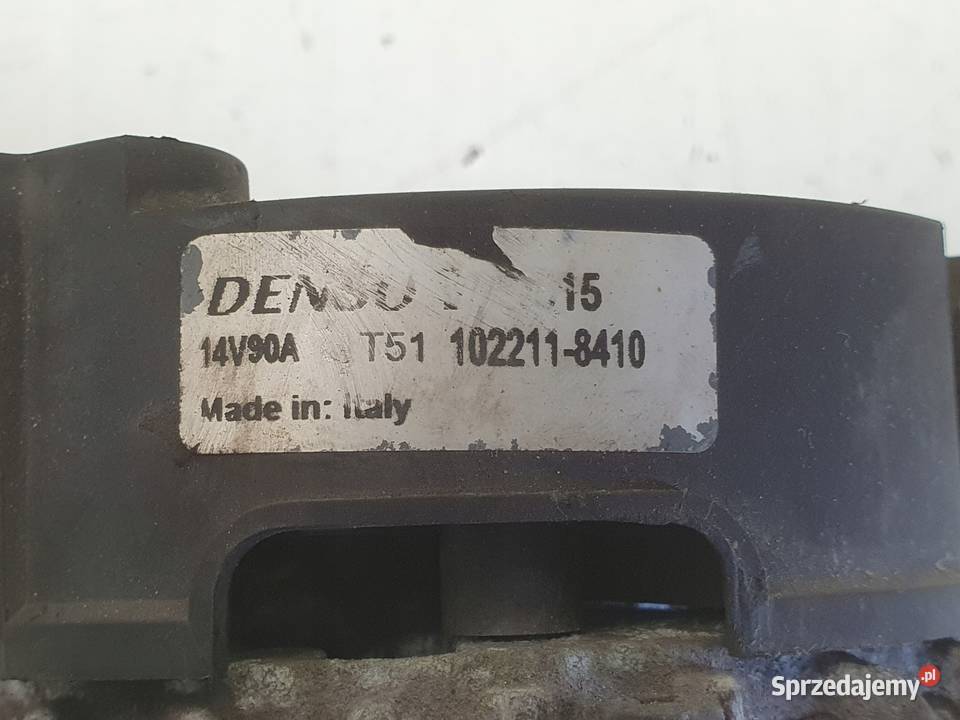 DENSO 15
14V90A T51 102211-8410
Made in: Italy
Sprzedajemy.pl